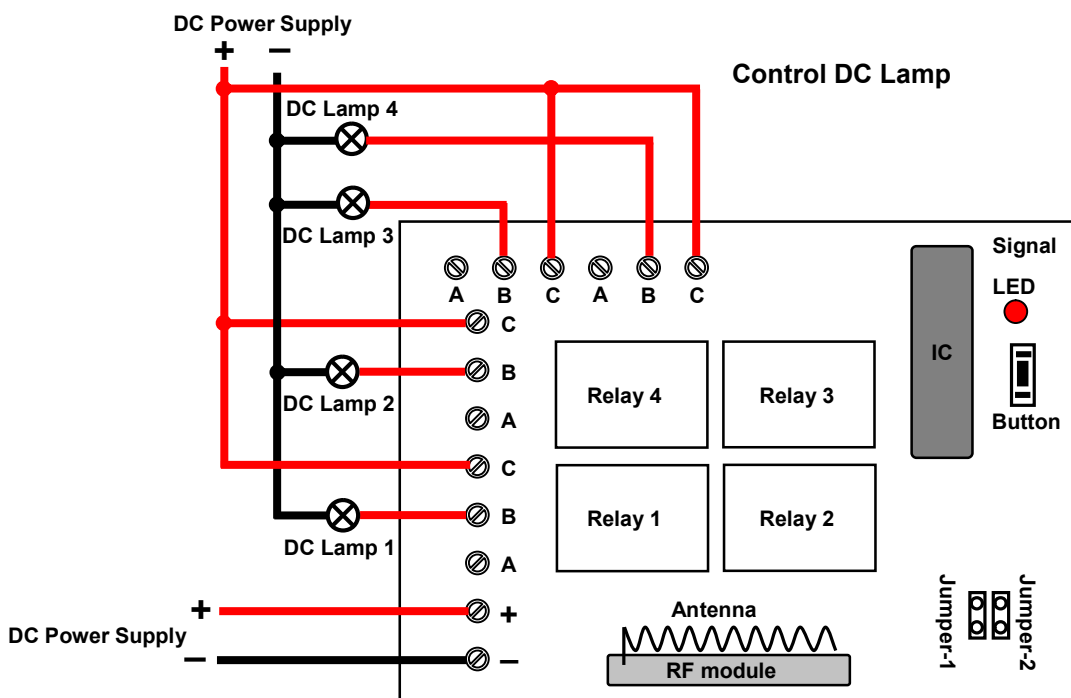 DC Power Supply
+ −
Control DC Lamp
DC Lamp 4
DC Lamp 3
Signal
LED
A B C A B C
C
IC
B
Relay 4 Relay 3
DC Lamp 2
A
Button
C
B
Relay 1 Relay 2
DC Lamp 1
A
Jumper-1
Jumper-2
+ +
Antenna
DC Power Supply
− −
RF module